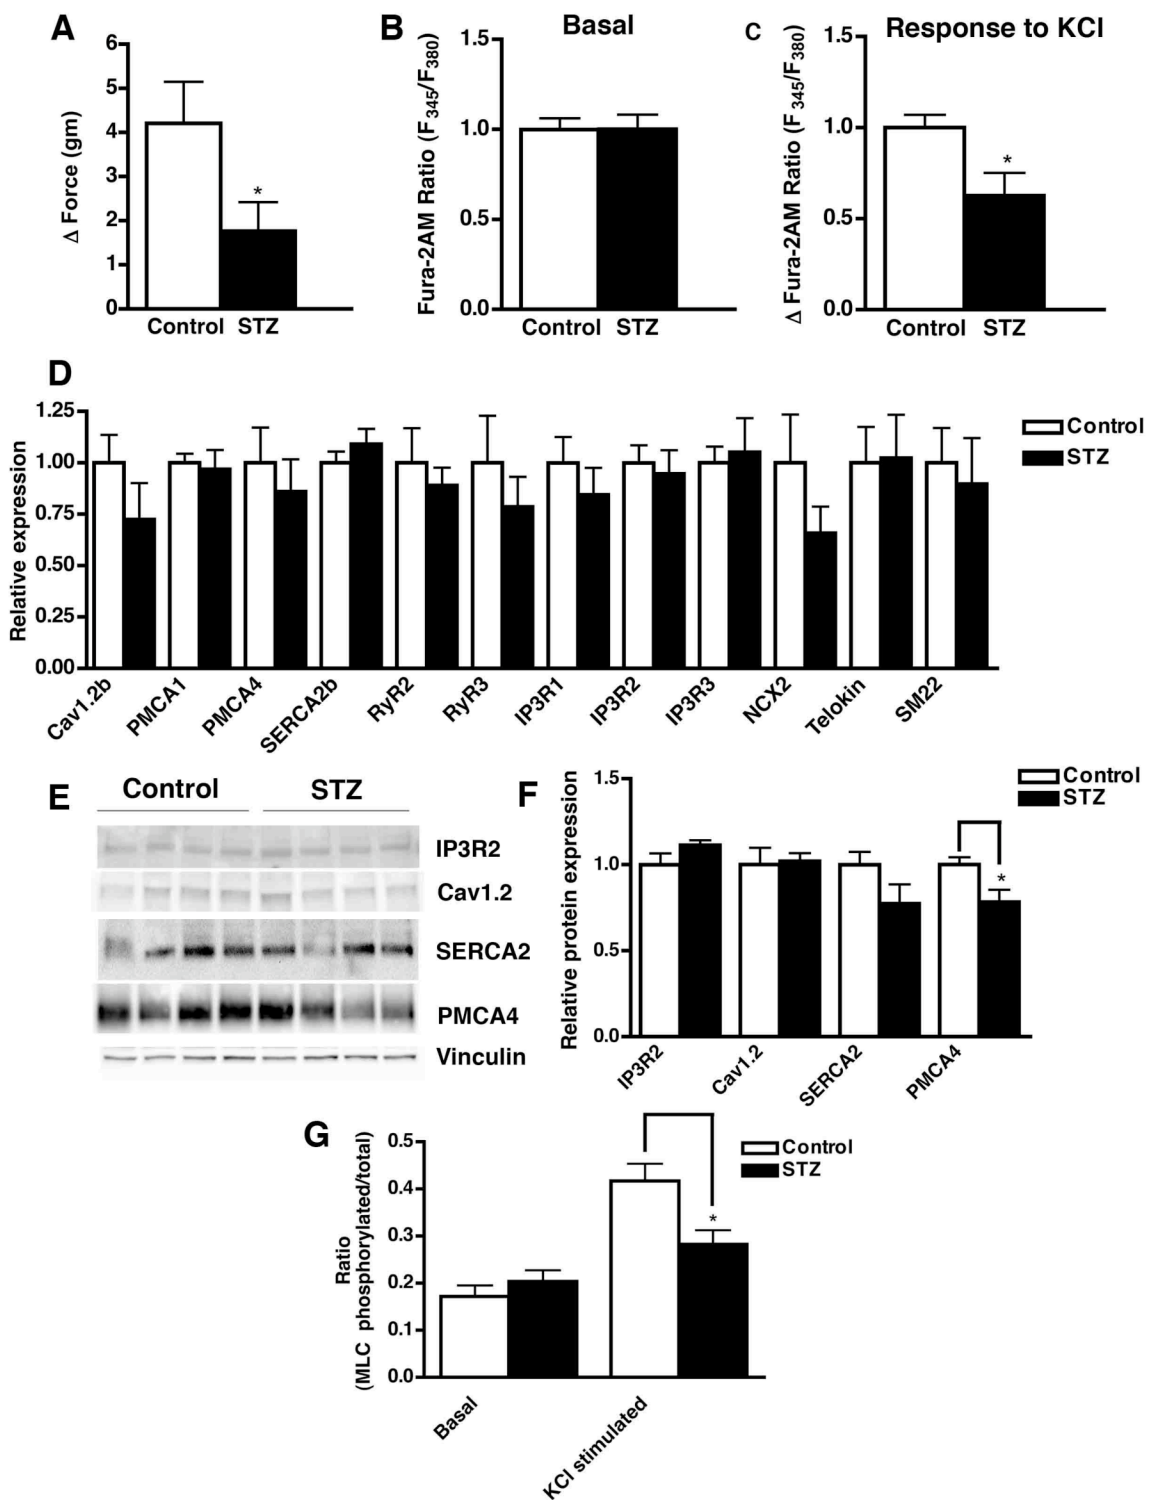 A
Δ Force (gm)
6
5
4
3
2
1
0
Control STZ
*
B
Basal
Fura-2AM Ratio (F345/F380)
1.5
1.0
0.5
0.0
Control STZ
C
Response to KCl
Δ Fura-2AM Ratio (F345/F380)
1.5
1.0
0.5
0.0
*
Control STZ
D
Relative expression
1.25
1.00
0.75
0.50
0.25
0.00
Control
STZ
Cav1.2b
PMCA1
PMCA4
SERCA2b
RyR2
RyR3
IP3R1
IP3R2
IP3R3
NCX2
Telokin
SM22
E
Control STZ
IP3R2
Cav1.2
SERCA2
PMCA4
Vinculin
F
Relative protein expression
1.5
1.0
0.5
0.0
Control
STZ
*
IP3R2
Cav1.2
SERCA2
PMCA4
G
Ratio
(MLC phosphorylated/total)
0.5
0.4
0.3
0.2
0.1
0.0
Control
STZ
*
Basal
KCl stimulated